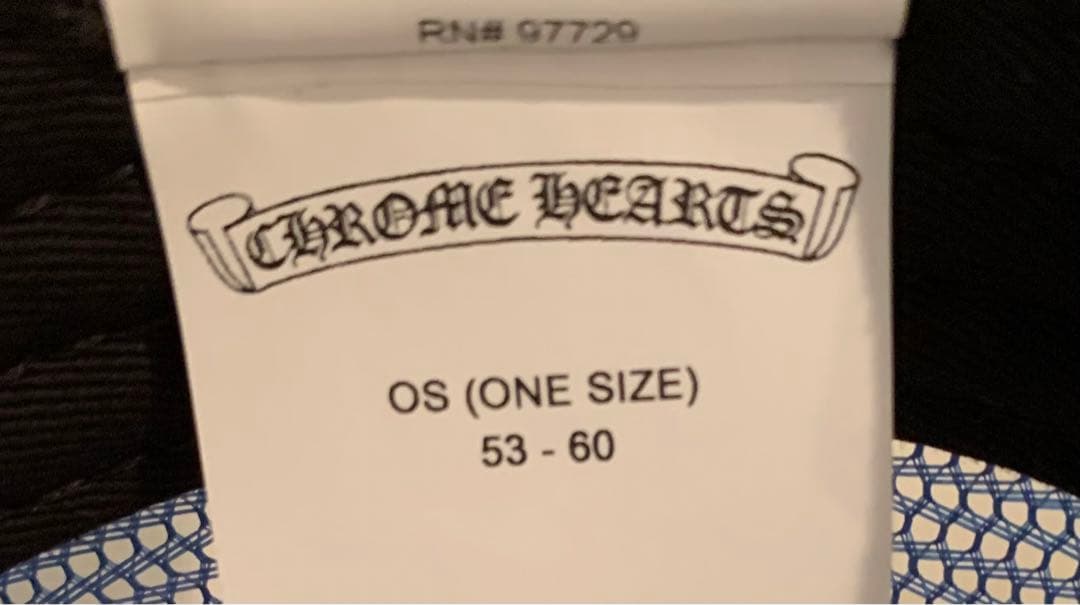 RN# 97729
CHROME HEARTS
OS (ONE SIZE)
53 - 60